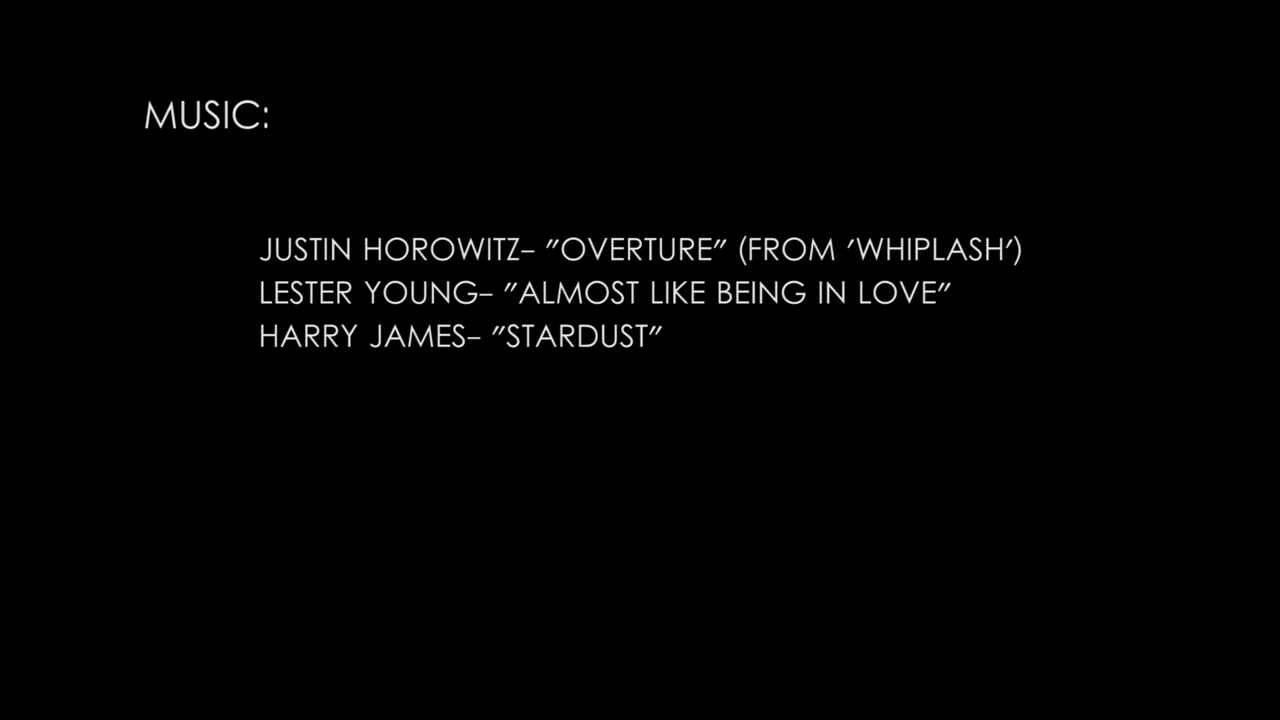 MUSIC:
JUSTIN HOROWITZ– "OVERTURE" (FROM 'WHIPLASH')
LESTER YOUNG– "ALMOST LIKE BEING IN LOVE"
HARRY JAMES– "STARDUST"